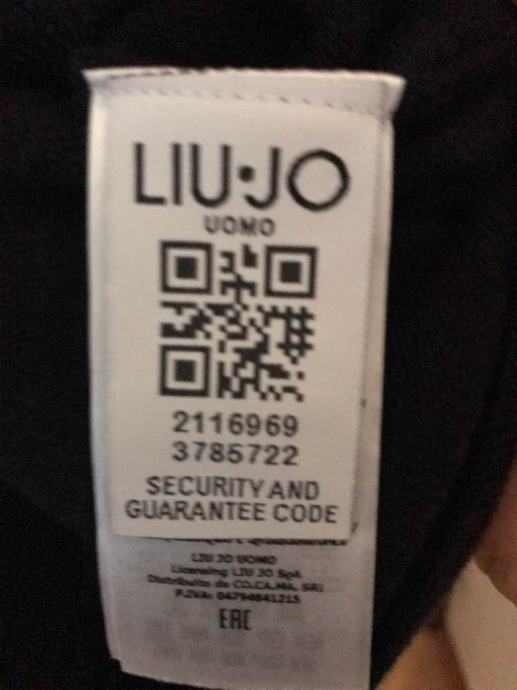 LIU·JO
UOMO
2116969
3785722
SECURITY AND
GUARANTEE CODE
LIU JO UOMO
Licensing LIU JO SpA
Distribuito da CO.CA.MA. SRL
P.IVA: 04794641215
EAC